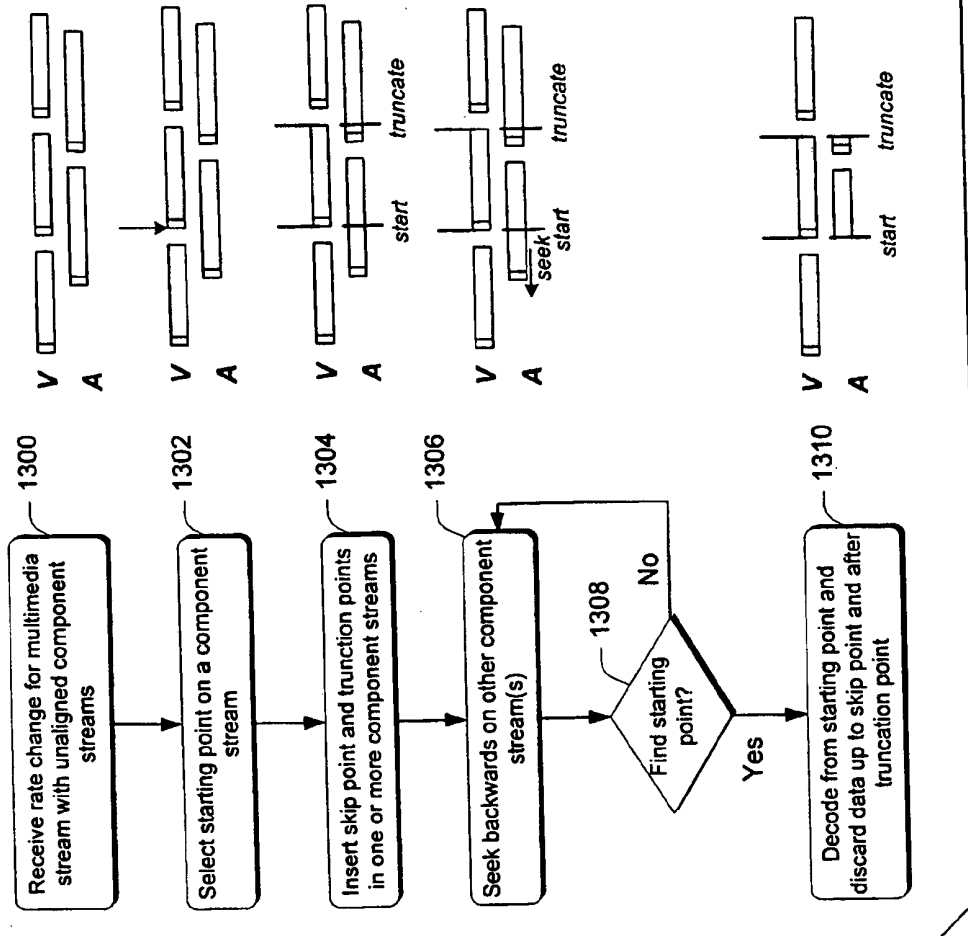 Receive rate change for multimedia
stream with unaligned component
streams
1300
V
A
Select starting point on a component
stream
1302
V
A
Insert skip point and trunction points
in one or more component streams
1304
V
A
start
truncate
Seek backwards on other component
stream(s)
1306
V
A
seek
start
truncate
Find starting
point?
1308
No
Yes
Decode from starting point and
discard data up to skip point and after
truncation point
1310
V
A
start
truncate